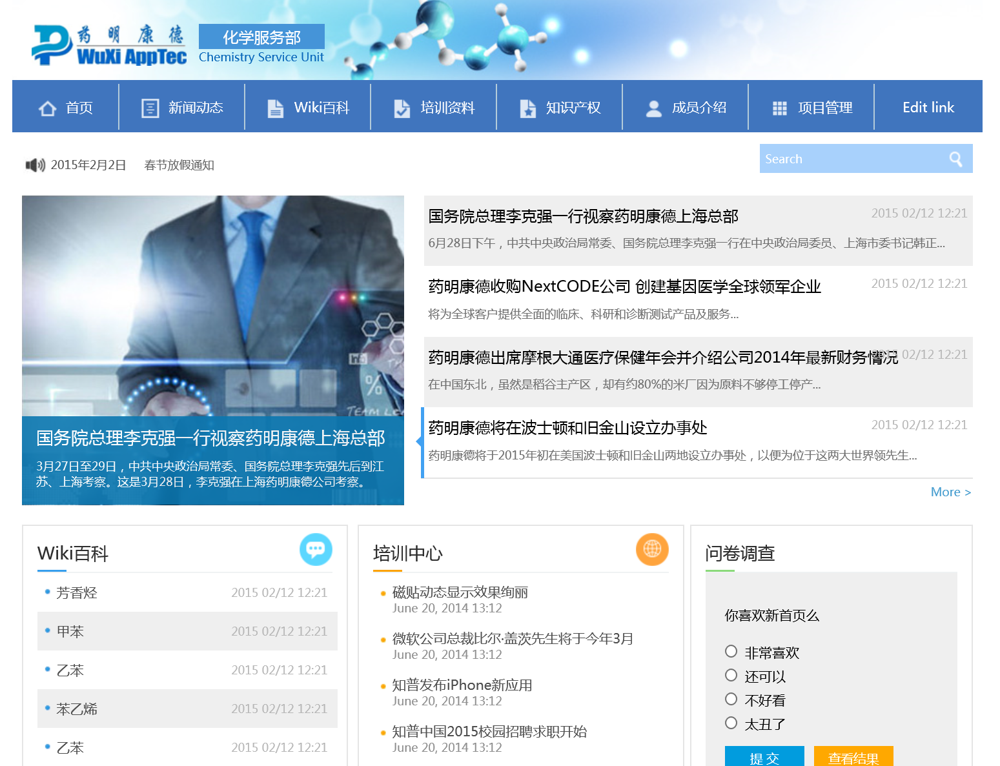 药明康德
WuXi AppTec
化学服务部
Chemistry Service Unit
首页
新闻动态
Wiki百科
培训资料
知识产权
成员介绍
项目管理
Edit link
2015年2月2日 春节放假通知
Search
国务院总理李克强一行视察药明康德上海总部
3月27日至29日，中共中央政治局常委、国务院总理李克强先后到江
苏、上海考察。这是3月28日，李克强在上海药明康德公司考察。
国务院总理李克强一行视察药明康德上海总部 2015 02/12 12:21
6月28日下午，中共中央政治局常委、国务院总理李克强一行在中央政治局委员、上海市委书记韩正...
药明康德收购NextCODE公司 创建基因医学全球领军企业 2015 02/12 12:21
将为全球客户提供全面的临床、科研和诊断测试产品及服务...
药明康德出席摩根大通医疗保健年会并介绍公司2014年最新财务情况 2015 02/12 12:21
在中国东北，虽然是稻谷主产区，却有约80%的米厂因为原料不够停工停产...
药明康德将在波士顿和旧金山设立办事处 2015 02/12 12:21
药明康德将于2015年初在美国波士顿和旧金山两地设立办事处，以便为位于这两大世界领先生...
More >
Wiki百科
芳香烃 2015 02/12 12:21
甲苯 2015 02/12 12:21
乙苯 2015 02/12 12:21
苯乙烯 2015 02/12 12:21
乙苯 2015 02/12 12:21
培训中心
磁贴动态显示效果绚丽
June 20, 2014 13:12
微软公司总裁比尔·盖茨先生将于今年3月
June 20, 2014 13:12
知普发布iPhone新应用
June 20, 2014 13:12
知普中国2015校园招聘求职开始
June 20, 2014 13:12
问卷调查
你喜欢新首页么
非常喜欢
还可以
不好看
太丑了
提 交
查看结果